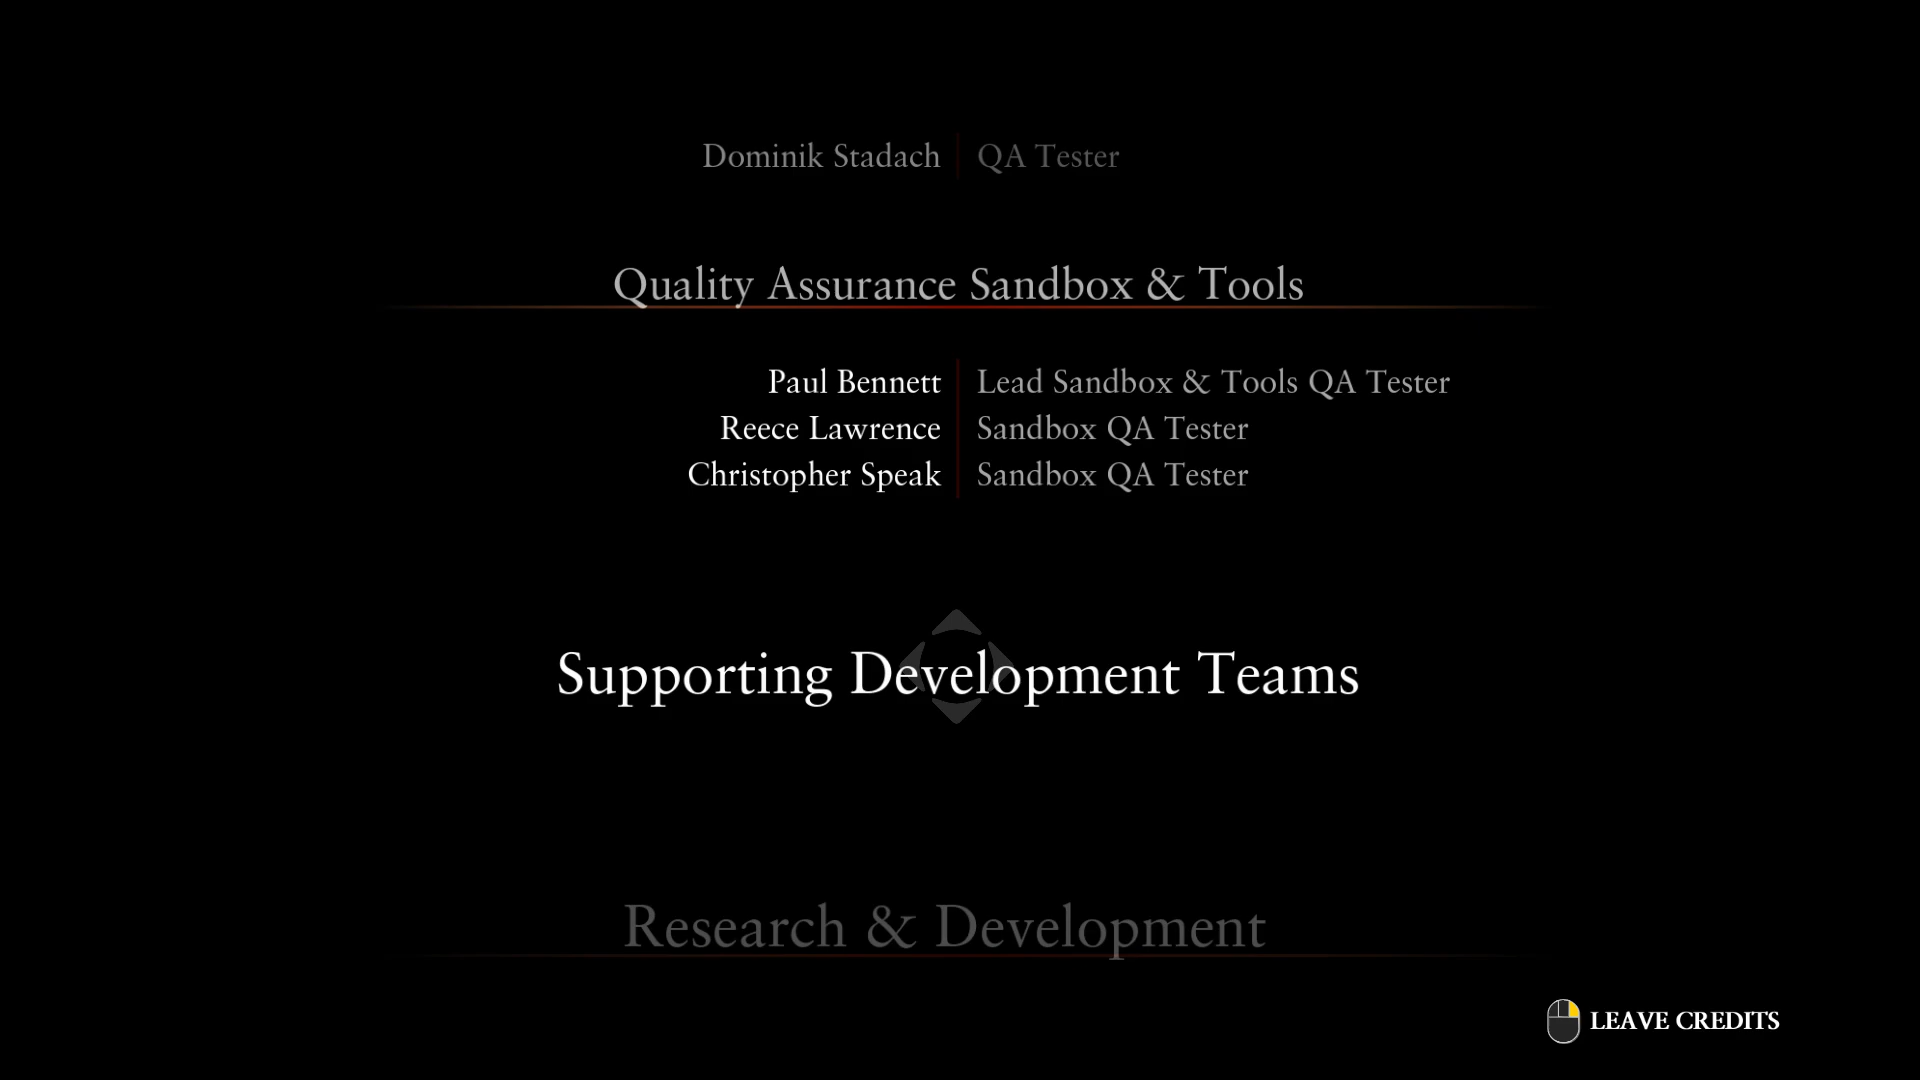 Dominik Stadach QA Tester
Quality Assurance Sandbox & Tools
Paul Bennett Lead Sandbox & Tools QA Tester
Reece Lawrence Sandbox QA Tester
Christopher Speak Sandbox QA Tester
Supporting Development Teams
Research & Development
LEAVE CREDITS